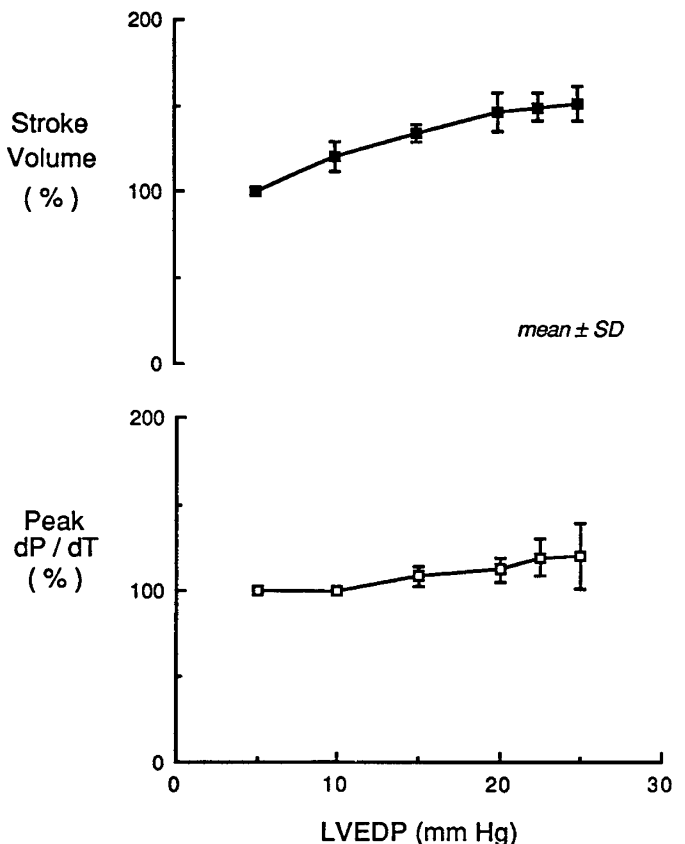 200
Stroke
Volume
( % )
100
mean ± SD
0
200
Peak
dP / dT
( % )
100
0
0 10 20 30
LVEDP (mm Hg)